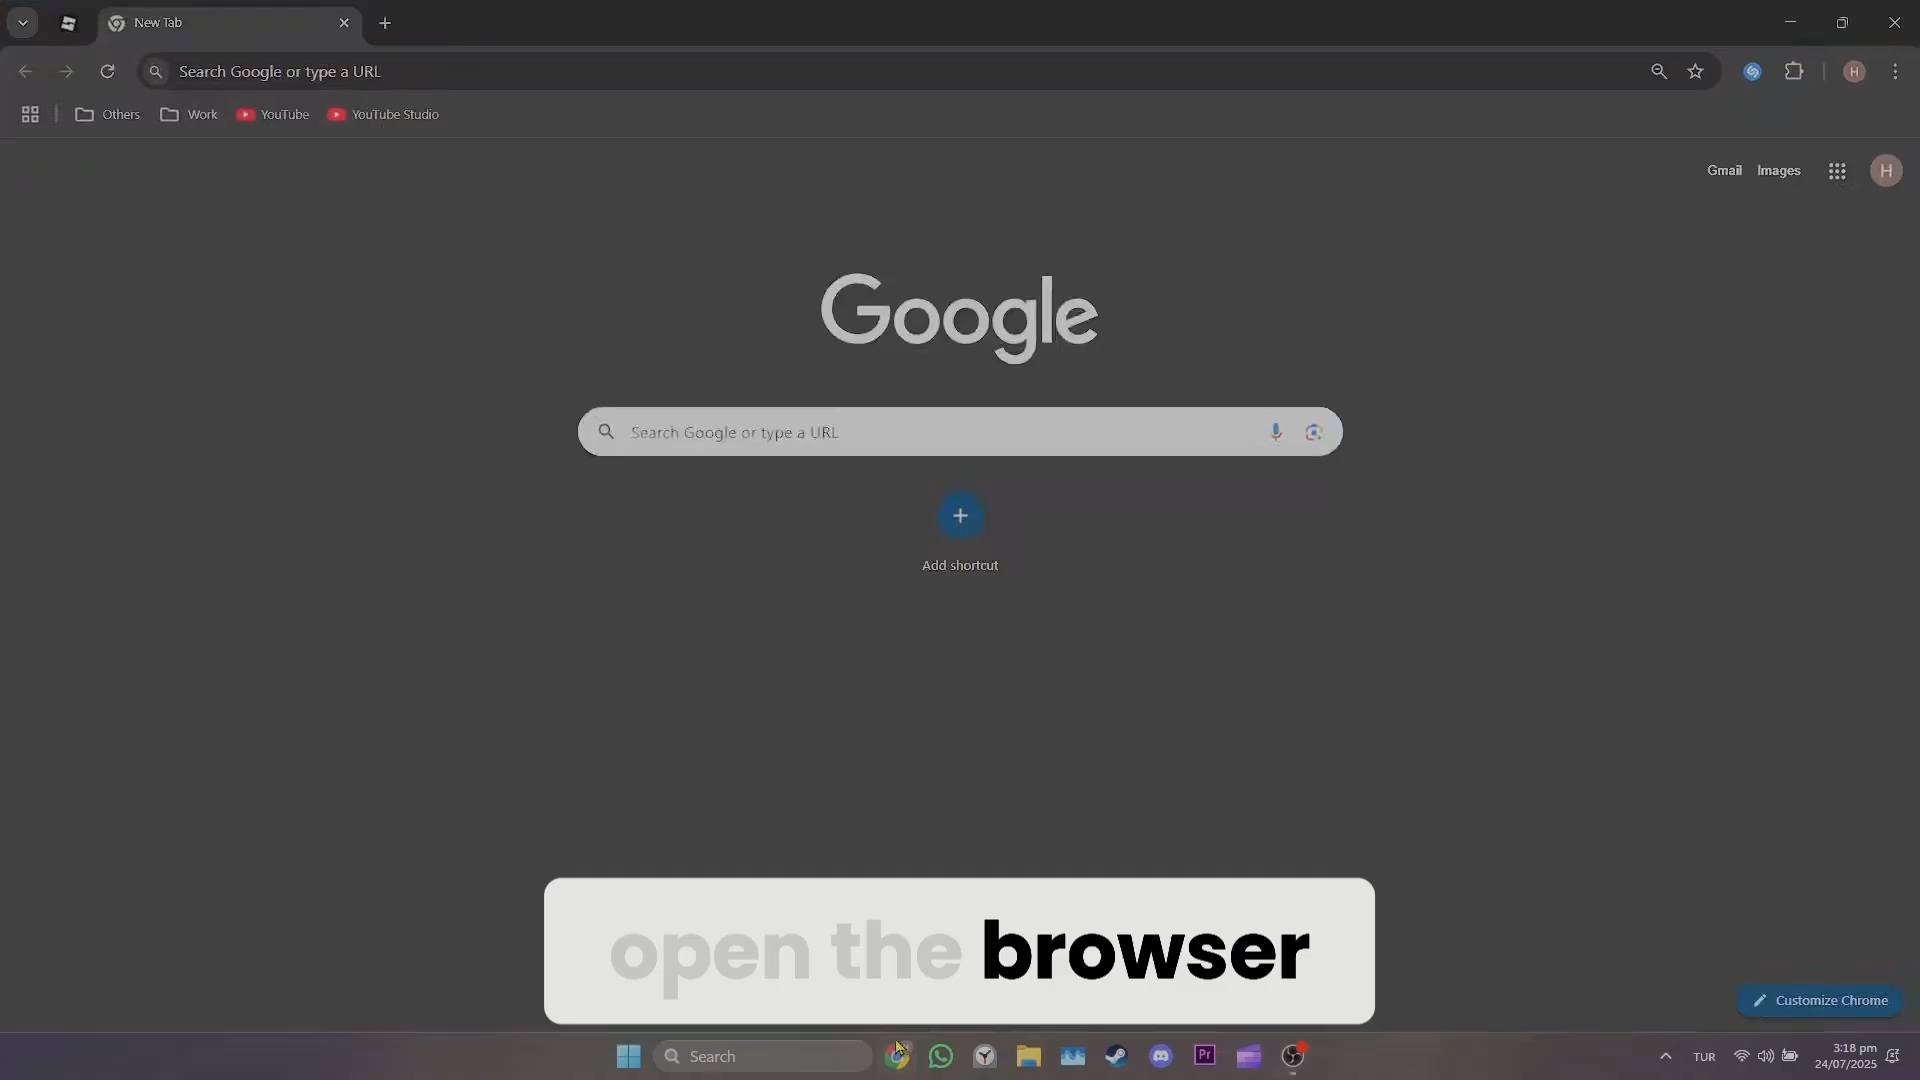 New Tab
Search Google or type a URL
Others
Work
YouTube
YouTube Studio
H
Gmail
Images
H
Google
Search Google or type a URL
Add shortcut
open the browser
Customize Chrome
Search
Pr
TUR
3:18 pm
24/07/2025